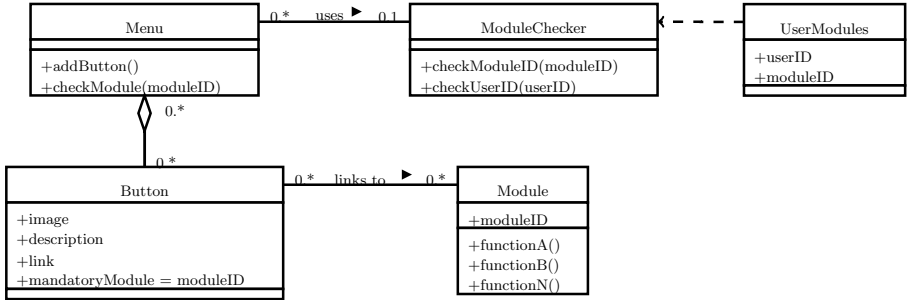 0.*
uses
0.1
Menu
+addButton()
+checkModule(moduleID)
ModuleChecker
+checkModuleID(moduleID)
+checkUserID(userID)
UserModules
+userID
+moduleID
0.*
0.*
Button
+image
+description
+link
+mandatoryModule = moduleID
0.*
links to
0.*
Module
+moduleID
+functionA()
+functionB()
+functionN()